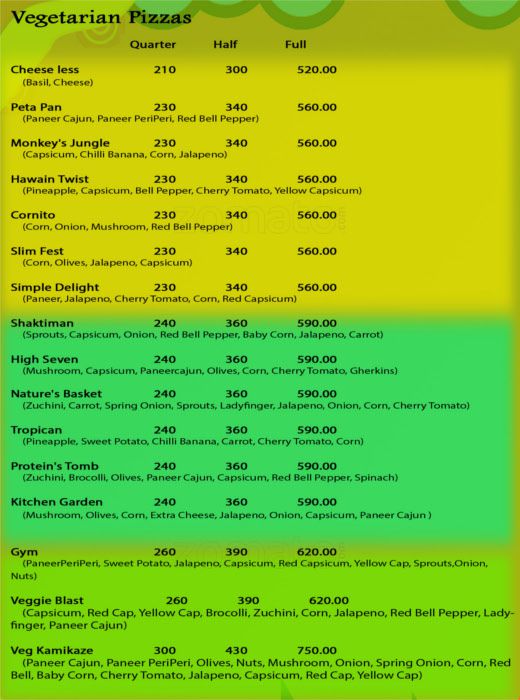 Vegetarian Pizzas
Quarter Half Full
Cheese less 210 300 520.00
(Basil, Cheese)
Peta Pan 230 340 560.00
(Paneer Cajun, Paneer PeriPeri, Red Bell Pepper)
Monkey's Jungle 230 340 560.00
(Capsicum, Chilli Banana, Corn, Jalapeno)
Hawain Twist 230 340 560.00
(Pineapple, Capsicum, Bell Pepper, Cherry Tomato, Yellow Capsicum)
zomato
Cornito 230 340 560.00
(Corn, Onion, Mushroom, Red Bell Pepper)
Slim Fest 230 340 560.00
(Corn, Olives, Jalapeno, Capsicum)
Simple Delight 230 340 560.00
(Paneer, Jalapeno, Cherry Tomato, Corn, Red Capsicum)
Shaktiman 240 360 590.00
(Sprouts, Capsicum, Onion, Red Bell Pepper, Baby Corn, Jalapeno, Carrot)
High Seven 240 360 590.00
(Mushroom, Capsicum, Paneercajun, Olives, Corn, Cherry Tomato, Gherkins)
Nature's Basket 240 360 590.00
(Zuchini, Carrot, Spring Onion, Sprouts, Ladyfinger, Jalapeno, Onion, Corn, Cherry Tomato)
Tropican 240 360 590.00
(Pineapple, Sweet Potato, Chilli Banana, Carrot, Cherry Tomato, Corn)
Protein's Tomb 240 360 590.00
(Zuchini, Brocolli, Olives, Paneer Cajun, Capsicum, Red Bell Pepper, Spinach)
Kitchen Garden 240 360 590.00
(Mushroom, Olives, Corn, Extra Cheese, Jalapeno, Onion, Capsicum, Paneer Cajun )
zomato
Gym 260 390 620.00
(PaneerPeriPeri, Sweet Potato, Jalapeno, Capsicum, Red Capsicum, Yellow Cap, Sprouts,Onion,
Nuts)
Veggie Blast 260 390 620.00
(Capsicum, Red Cap, Yellow Cap, Brocolli, Zuchini, Corn, Jalapeno, Red Bell Pepper, Lady-
finger, Paneer Cajun)
Veg Kamikaze 300 430 750.00
(Paneer Cajun, Paneer PeriPeri, Olives, Nuts, Mushroom, Onion, Spring Onion, Corn, Red
Bell, Baby Corn, Cherry Tomato, Jalapeno, Capsicum, Red Cap, Yellow Cap)